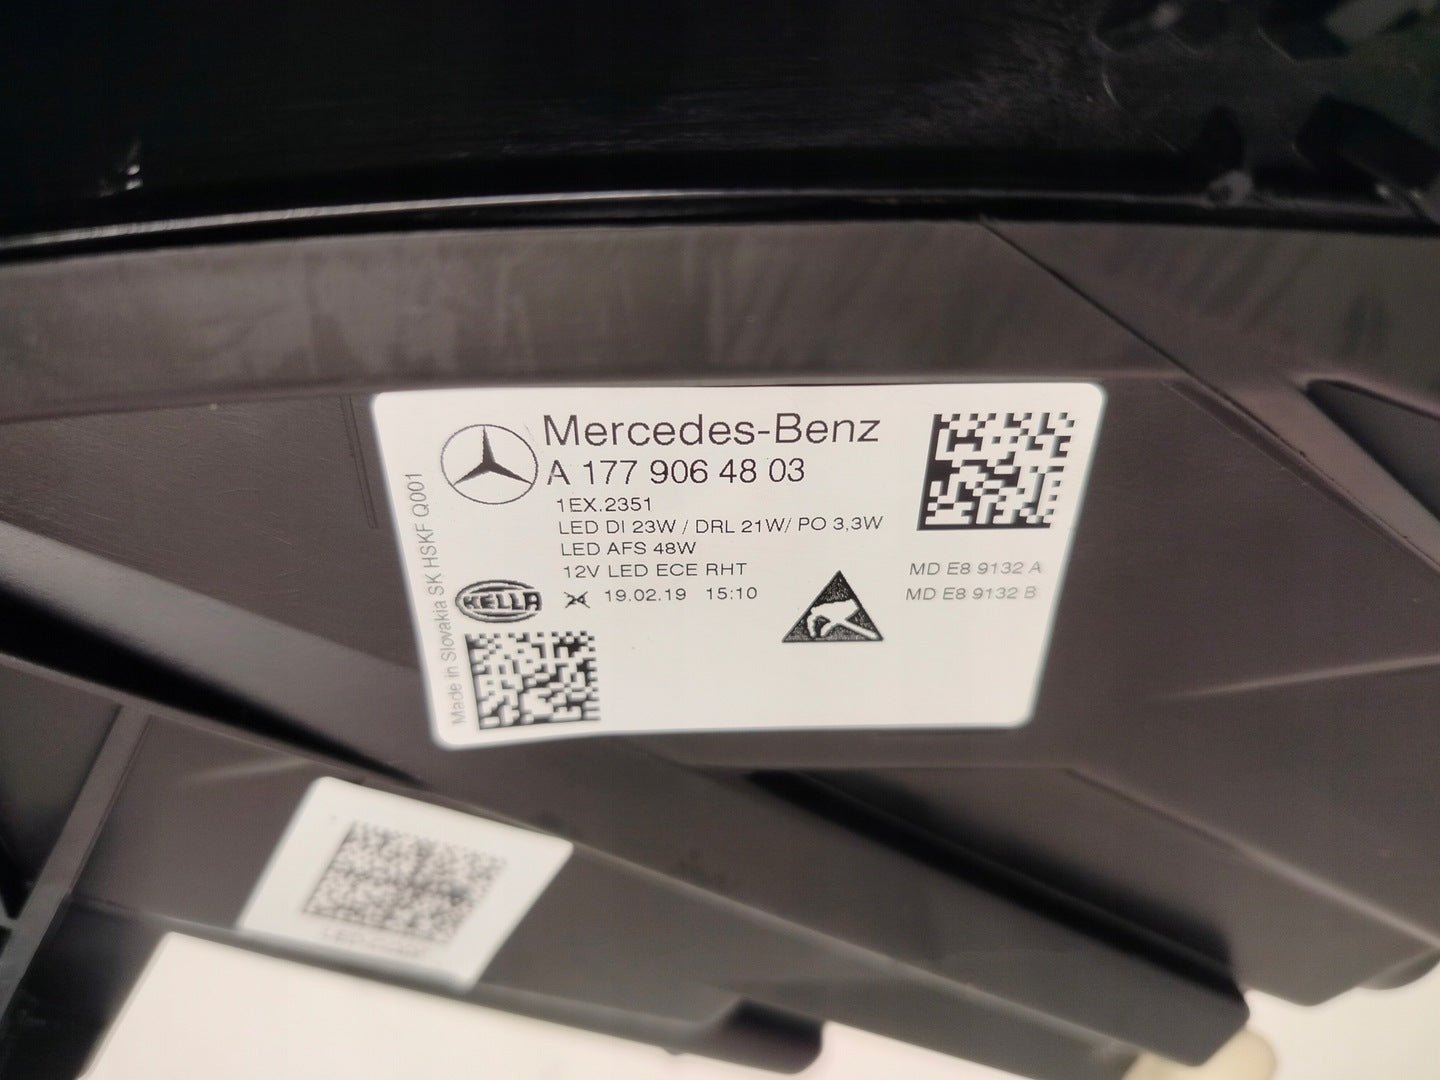 Mercedes-Benz
A 177 906 48 03
1EX.2351
LED DI 23W / DRL 21W/ PO 3,3W
LED AFS 48W
12V LED ECE RHT
19.02.19 15:10
HELLA
MD E8 9132 A
MD E8 9132 B
Made in Slovakia SK HSKF Q001